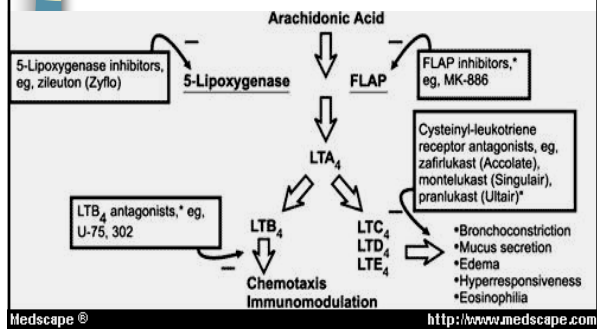 Arachidonic Acid
5-Lipoxygenase inhibitors,
eg, zileuton (Zyflo)
–
5-Lipoxygenase
FLAP
–
FLAP inhibitors,*
eg, MK-886
LTA4
Cysteinyl-leukotriene
receptor antagonists, eg,
zafirlukast (Accolate),
montelukast (Singulair),
pranlukast (Ultair)*
–
LTB4 antagonists,* eg,
U-75, 302
–
LTB4
Chemotaxis
Immunomodulation
LTC4
LTD4
LTE4
•Bronchoconstriction
•Mucus secretion
•Edema
•Hyperresponsiveness
•Eosinophilia
Medscape ®
http://www.medscape.com